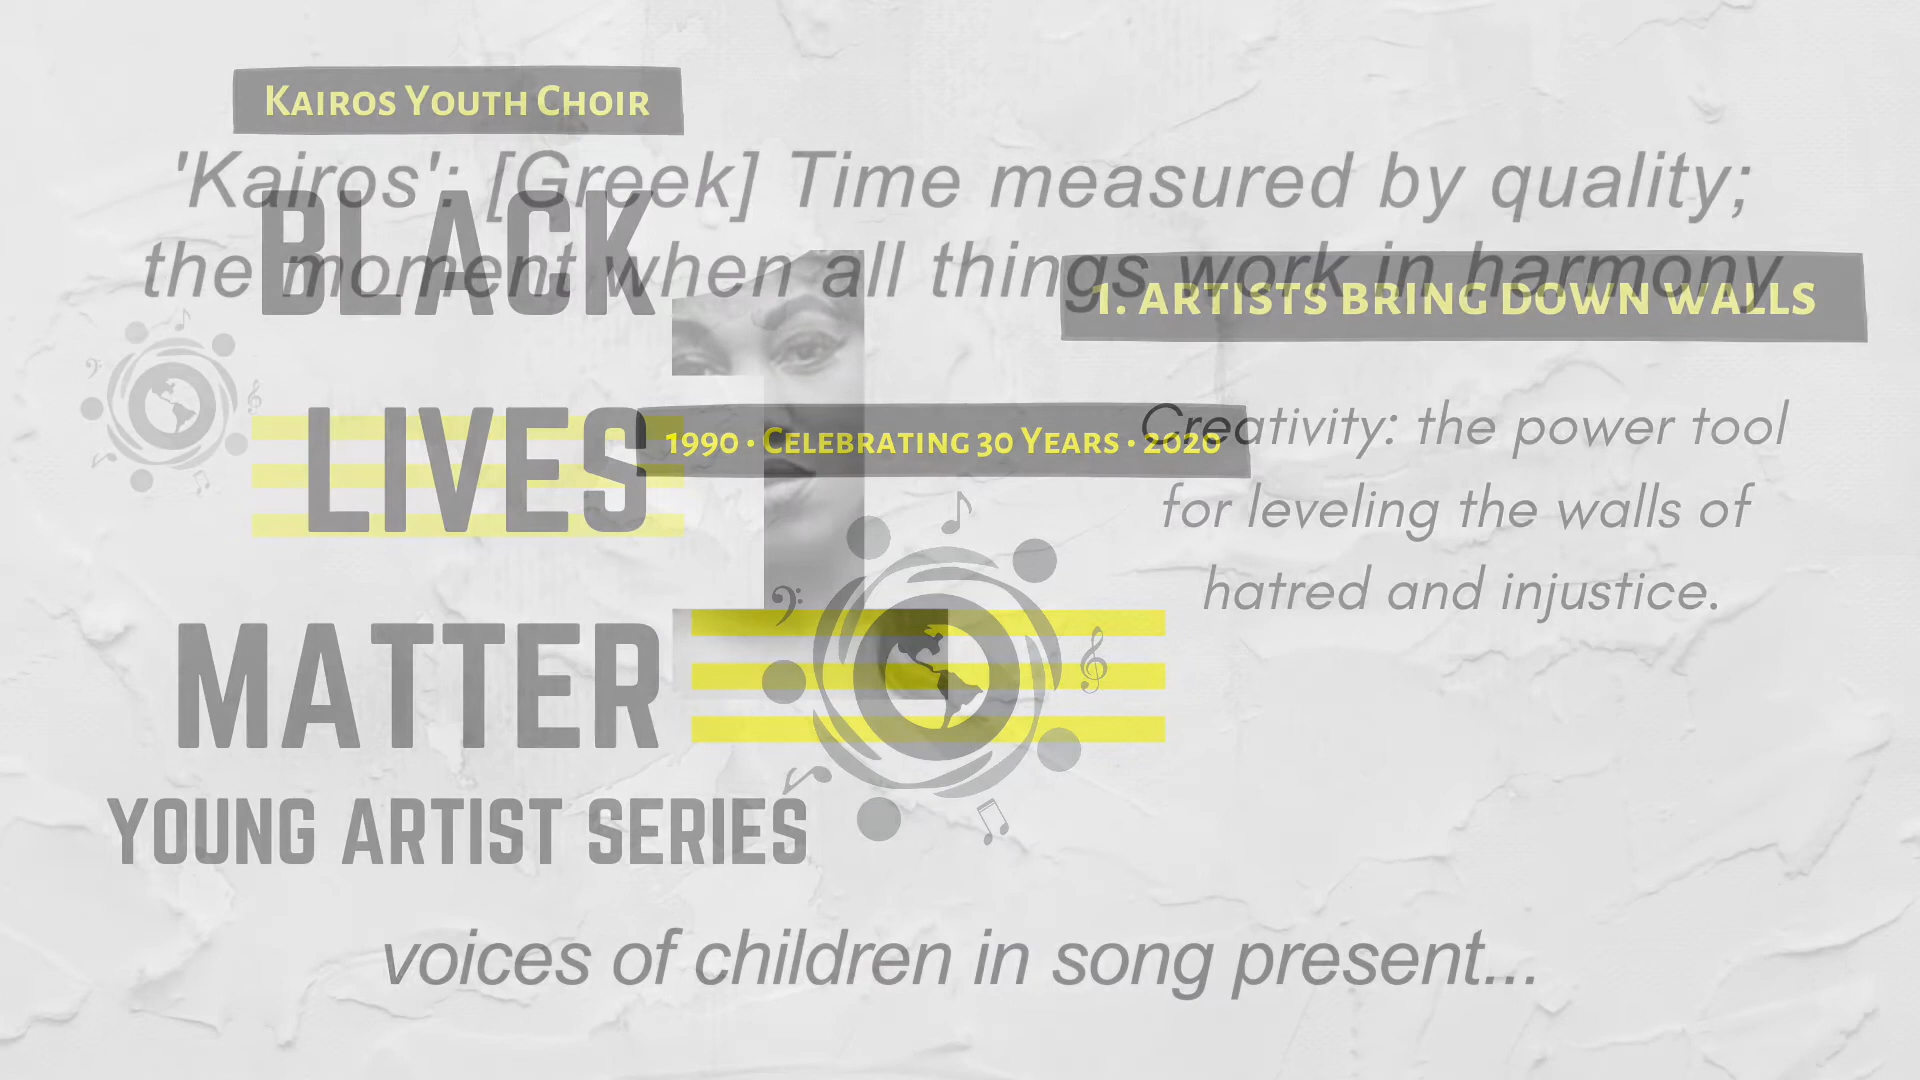 Kairos Youth Choir
'Kairos': [Greek] Time measured by quality;
the moment when all things work in harmony
BLACK
LIVES
MATTER
YOUNG ARTIST SERIES
1990 • Celebrating 30 Years • 2020
1. ARTISTS BRING DOWN WALLS
Creativity: the power tool
for leveling the walls of
hatred and injustice.
voices of children in song present...